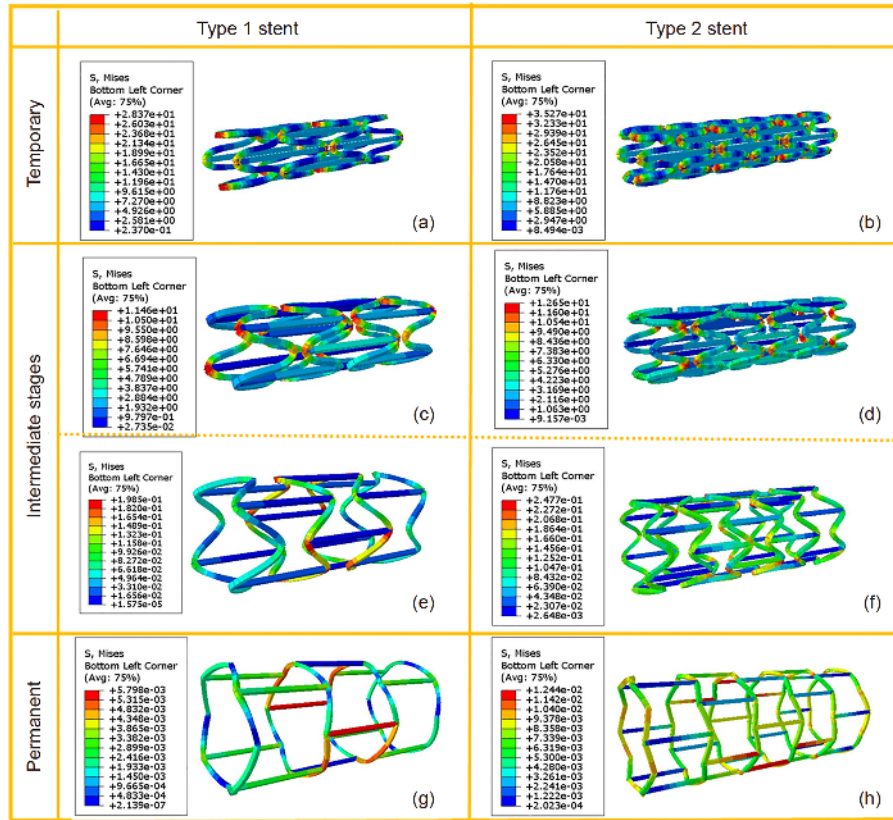 Type 1 stent
Type 2 stent
Temporary
S, Mises
Bottom Left Corner
(Avg: 75%)
+2.837e+01
+2.603e+01
+2.368e+01
+2.134e+01
+1.899e+01
+1.665e+01
+1.430e+01
+1.196e+01
+9.615e+00
+7.270e+00
+4.926e+00
+2.581e+00
+2.370e-01
(a)
S, Mises
Bottom Left Corner
(Avg: 75%)
+3.527e+01
+3.233e+01
+2.939e+01
+2.645e+01
+2.352e+01
+2.058e+01
+1.764e+01
+1.470e+01
+1.176e+01
+8.823e+00
+5.885e+00
+2.947e+00
+8.494e-03
(b)
Intermediate stages
S, Mises
Bottom Left Corner
(Avg: 75%)
+1.146e+01
+1.050e+01
+9.550e+00
+8.598e+00
+7.646e+00
+6.694e+00
+5.741e+00
+4.789e+00
+3.837e+00
+2.884e+00
+1.932e+00
+9.797e-01
+2.735e-02
(c)
S, Mises
Bottom Left Corner
(Avg: 75%)
+1.265e+01
+1.160e+01
+1.054e+01
+9.490e+00
+8.436e+00
+7.383e+00
+6.330e+00
+5.276e+00
+4.223e+00
+3.169e+00
+2.116e+00
+1.063e+00
+9.157e-03
(d)
S, Mises
Bottom Left Corner
(Avg: 75%)
+1.985e-01
+1.820e-01
+1.654e-01
+1.489e-01
+1.323e-01
+1.158e-01
+9.926e-02
+8.272e-02
+6.618e-02
+4.964e-02
+3.310e-02
+1.656e-02
+1.575e-05
(e)
S, Mises
Bottom Left Corner
(Avg: 75%)
+2.477e-01
+2.272e-01
+2.068e-01
+1.864e-01
+1.660e-01
+1.456e-01
+1.252e-01
+1.047e-01
+8.432e-02
+6.390e-02
+4.348e-02
+2.307e-02
+2.648e-03
(f)
Permanent
S, Mises
Bottom Left Corner
(Avg: 75%)
+5.798e-03
+5.315e-03
+4.832e-03
+4.348e-03
+3.865e-03
+3.382e-03
+2.899e-03
+2.416e-03
+1.933e-03
+1.450e-03
+9.665e-04
+4.833e-04
+2.139e-07
(g)
S, Mises
Bottom Left Corner
(Avg: 75%)
+1.244e-02
+1.142e-02
+1.040e-02
+9.378e-03
+8.358e-03
+7.339e-03
+6.319e-03
+5.300e-03
+4.280e-03
+3.261e-03
+2.241e-03
+1.222e-03
+2.023e-04
(h)